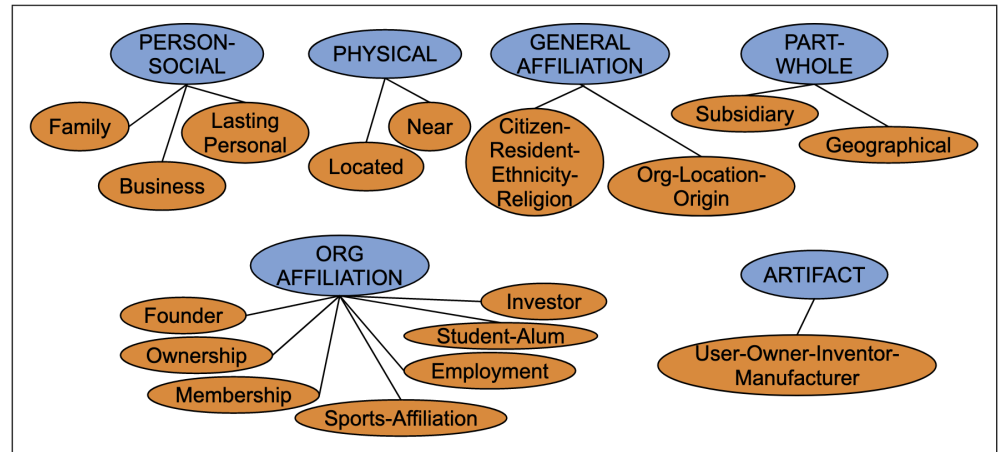 PERSON-
SOCIAL
PHYSICAL
GENERAL
AFFILIATION
PART-
WHOLE
Family
Lasting
Personal
Business
Near
Located
Citizen-
Resident-
Ethnicity-
Religion
Org-Location-
Origin
Subsidiary
Geographical
ORG
AFFILIATION
ARTIFACT
Founder
Ownership
Membership
Sports-Affiliation
Employment
Student-Alum
Investor
User-Owner-Inventor-
Manufacturer